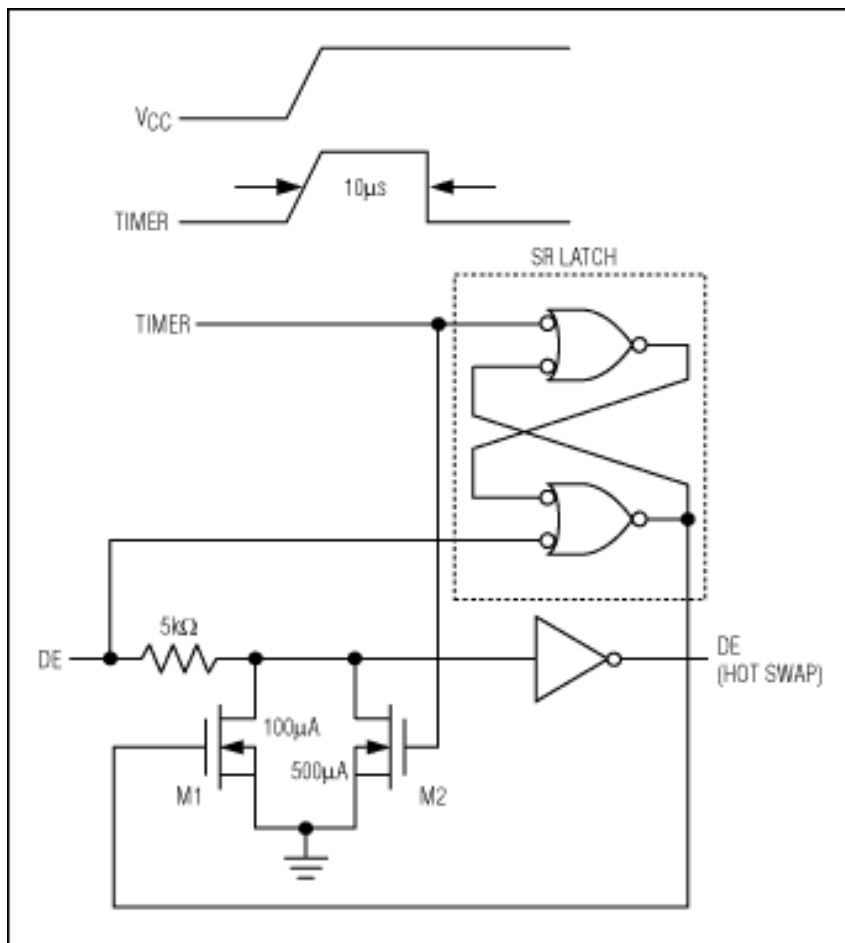 VCC
10µs
TIMER
SR LATCH
TIMER
5kΩ
DE
DE
(HOT SWAP)
100µA
500µA
M1
M2